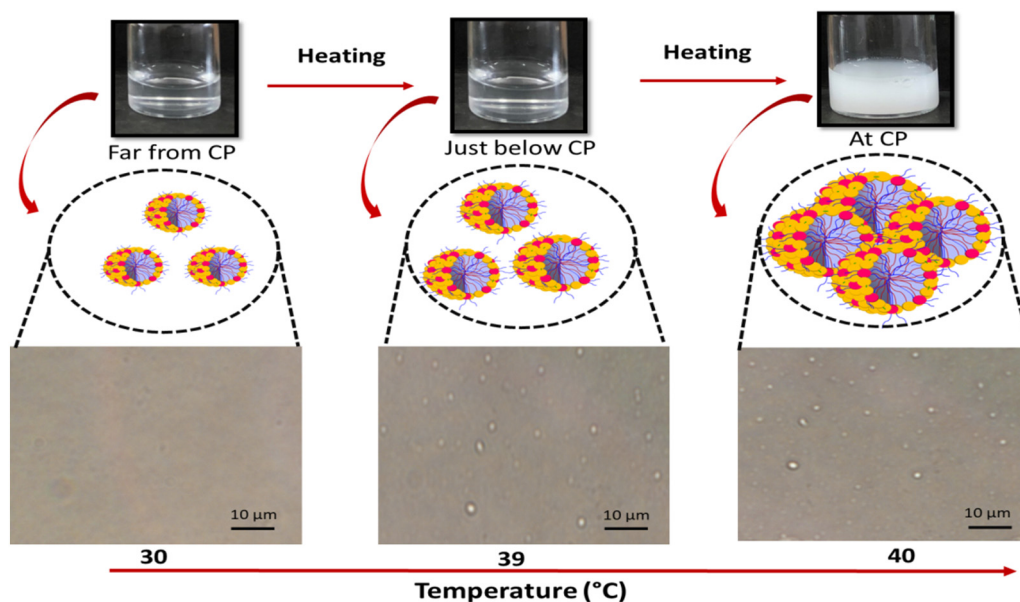 Heating
Heating
Far from CP
Just below CP
At CP
10 µm
10 µm
10 µm
30
39
40
Temperature (°C)